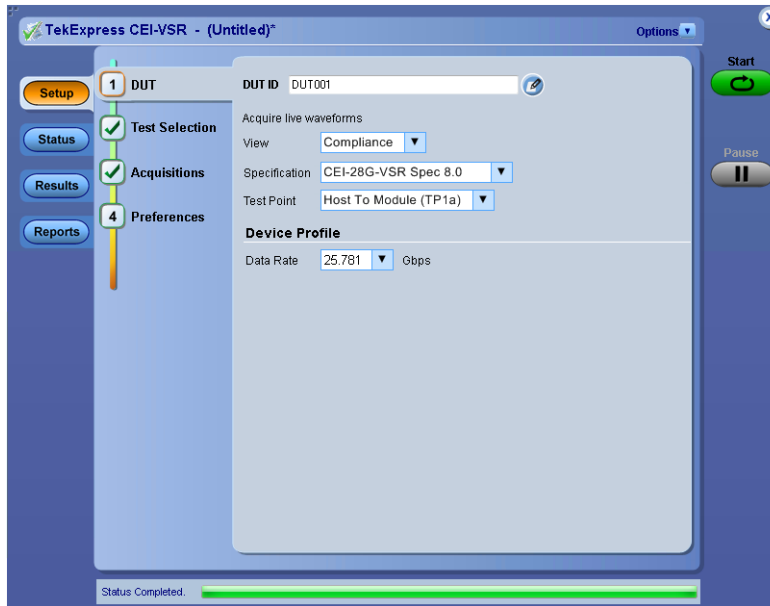 TekExpress CEI-VSR - (Untitled)*
Options
Start
Pause
Setup
Status
Results
Reports
1 DUT
Test Selection
Acquisitions
4 Preferences
DUT ID DUT001
Acquire live waveforms
View Compliance
Specification CEI-28G-VSR Spec 8.0
Test Point Host To Module (TP1a)
Device Profile
Data Rate 25.781 Gbps
Status Completed.